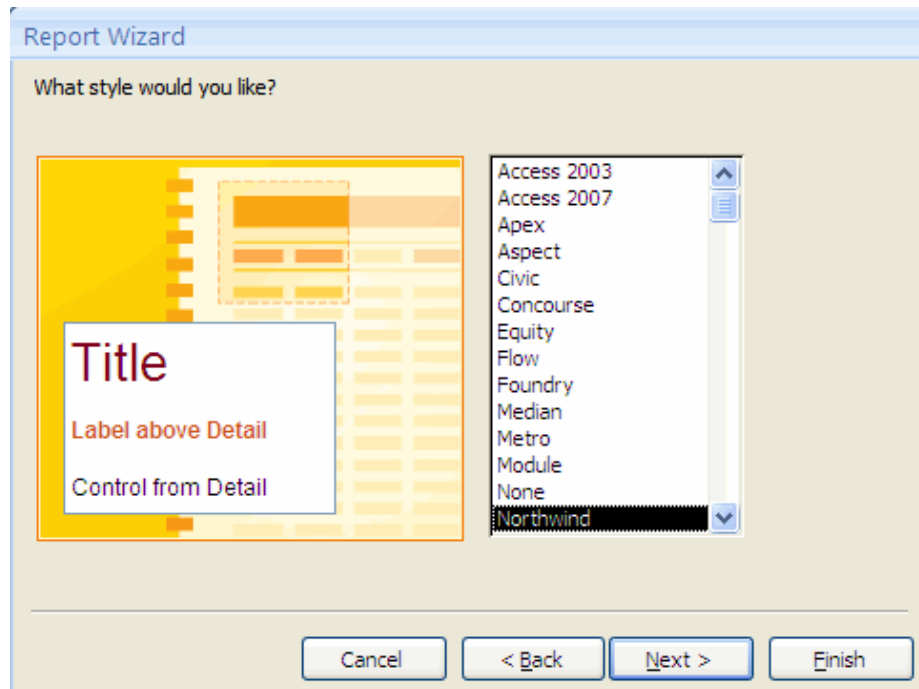 Report Wizard
What style would you like?
Title
Label above Detail
Control from Detail
Access 2003
Access 2007
Apex
Aspect
Civic
Concourse
Equity
Flow
Foundry
Median
Metro
Module
None
Northwind
Cancel
< Back
Next >
Finish